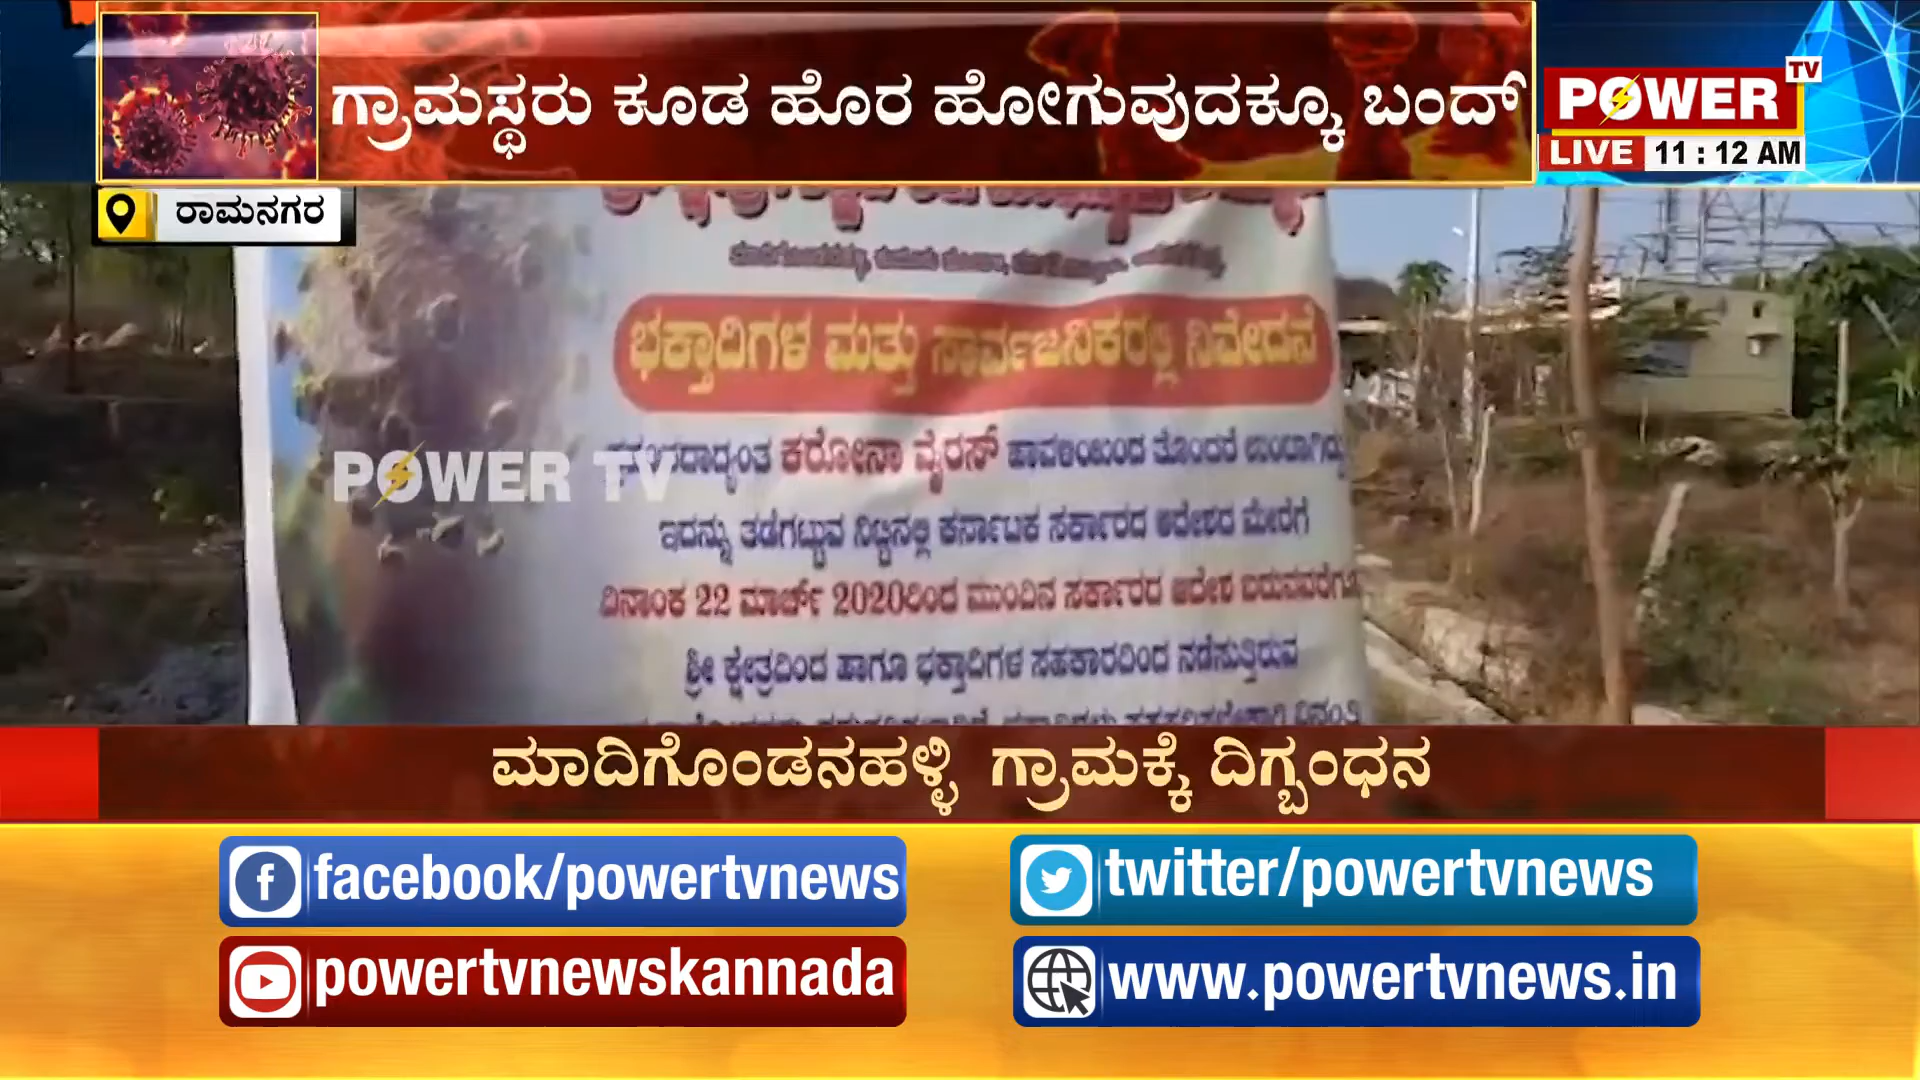 ಗ್ರಾಮಸ್ಥರು ಕೂಡ ಹೊರ ಹೋಗುವುದಕ್ಕೂ ಬಂದ್
POWER TV
LIVE 11 : 12 AM
ರಾಮನಗರ
ಭಕ್ತಾದಿಗಳ ಮತ್ತು ಸಾರ್ವಜನಿಕರಲ್ಲಿ ನಿವೇದನೆ
ಕರೋನಾ ವೈರಸ್ ಹಾವಳಿಯಿಂದ ತೊಂದರೆ ಉಂಟಾಗಿದ್ದು
POWER TV
ಇದನ್ನು ತಡೆಗಟ್ಟುವ ನಿಟ್ಟಿನಲ್ಲಿ ಕರ್ನಾಟಕ ಸರ್ಕಾರದ ಆದೇಶದ ಮೇರೆಗೆ
ದಿನಾಂಕ 22 ಮಾರ್ಚ್ 2020ರಿಂದ ಮುಂದಿನ ಸರ್ಕಾರದ ಆದೇಶ ಬರುವವರೆಗೂ
ಶ್ರೀ ಕ್ಷೇತ್ರದಿಂದ ಹಾಗೂ ಭಕ್ತಾದಿಗಳ ಸಹಕಾರದಿಂದ ನಡೆಸುತ್ತಿರುವ
ಮಾದಿಗೊಂಡನಹಳ್ಳಿ ಗ್ರಾಮಕ್ಕೆ ದಿಗ್ಬಂಧನ
facebook/powertvnews
twitter/powertvnews
powertvnewskannada
www.powertvnews.in